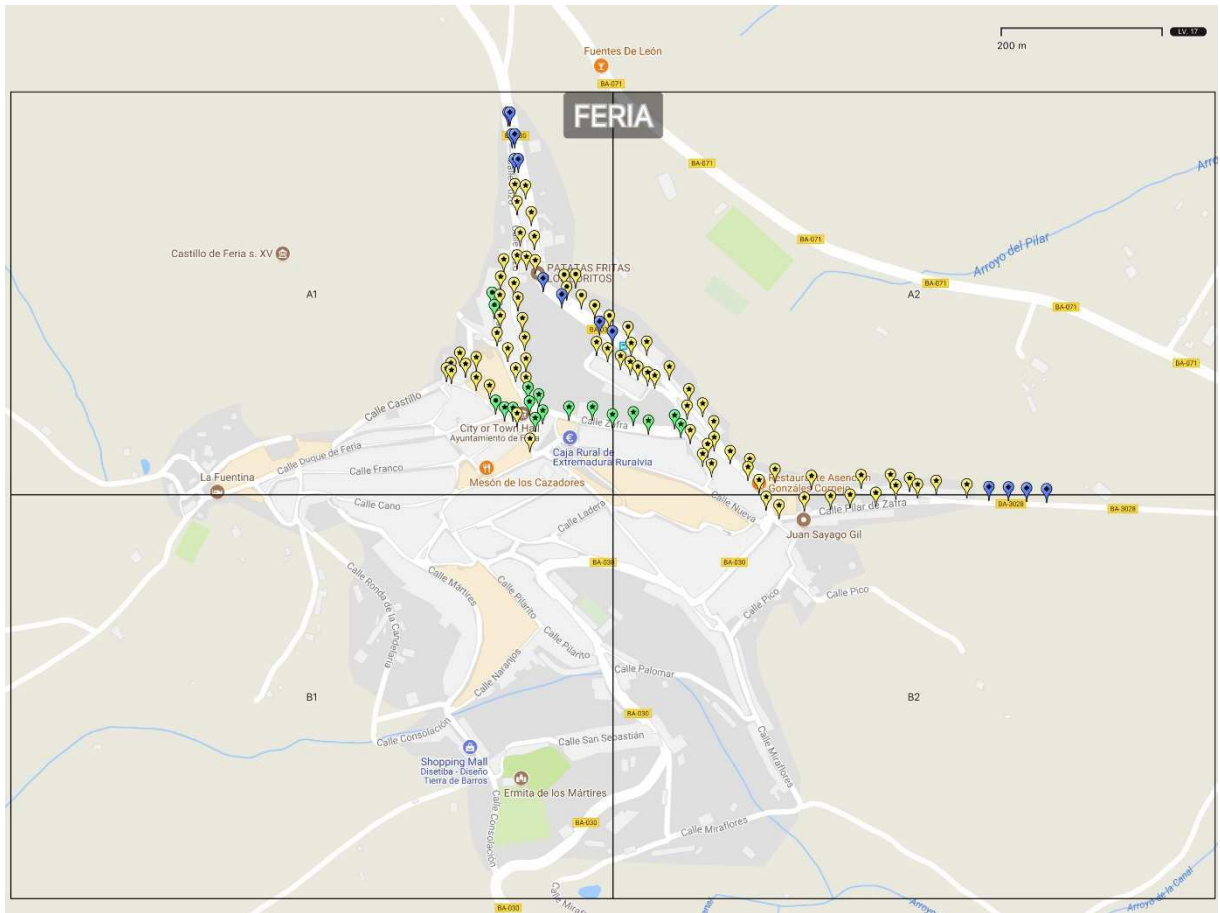 200 m
LV. 17
Fuentes De León
BA-071
FERIA
BA-071
Castillo de Feria s. XV
BA-071
Arroyo del Pilar
PATATAS FRITAS
BA-071
A1
A2
BA-071
BA-071
Calle Castillo
City or Town Hall
Ayuntamiento de Feria
Calle Zafra
Caja Rural de
Extremadura Ruralvia
Calle Duque de Feria
Calle Franco
Mesón de los Cazadores
La Fuentina
Restaurante Asención
Gonzáles Cornejo
Calle Cano
Calle Ladera
Calle Nueva
Calle Pilar de Zafra
BA-3028
BA-3028
Juan Sayago Gil
BA-030
BA-030
Calle Ronda de la Candelaria
Calle Mártires
Calle Pilarito
Calle Pico
Calle Pico
Calle Pilarito
Calle Naranjos
Calle Palomar
B1
B2
BA-030
Calle Consolación
Calle San Sebastián
Calle Miraflores
Shopping Mall
Disetiba - Diseño
Tierra de Barros
Ermita de los Mártires
Calle Consolación
BA-030
Calle Miraflores
Arroyo de la Canal
BA-030